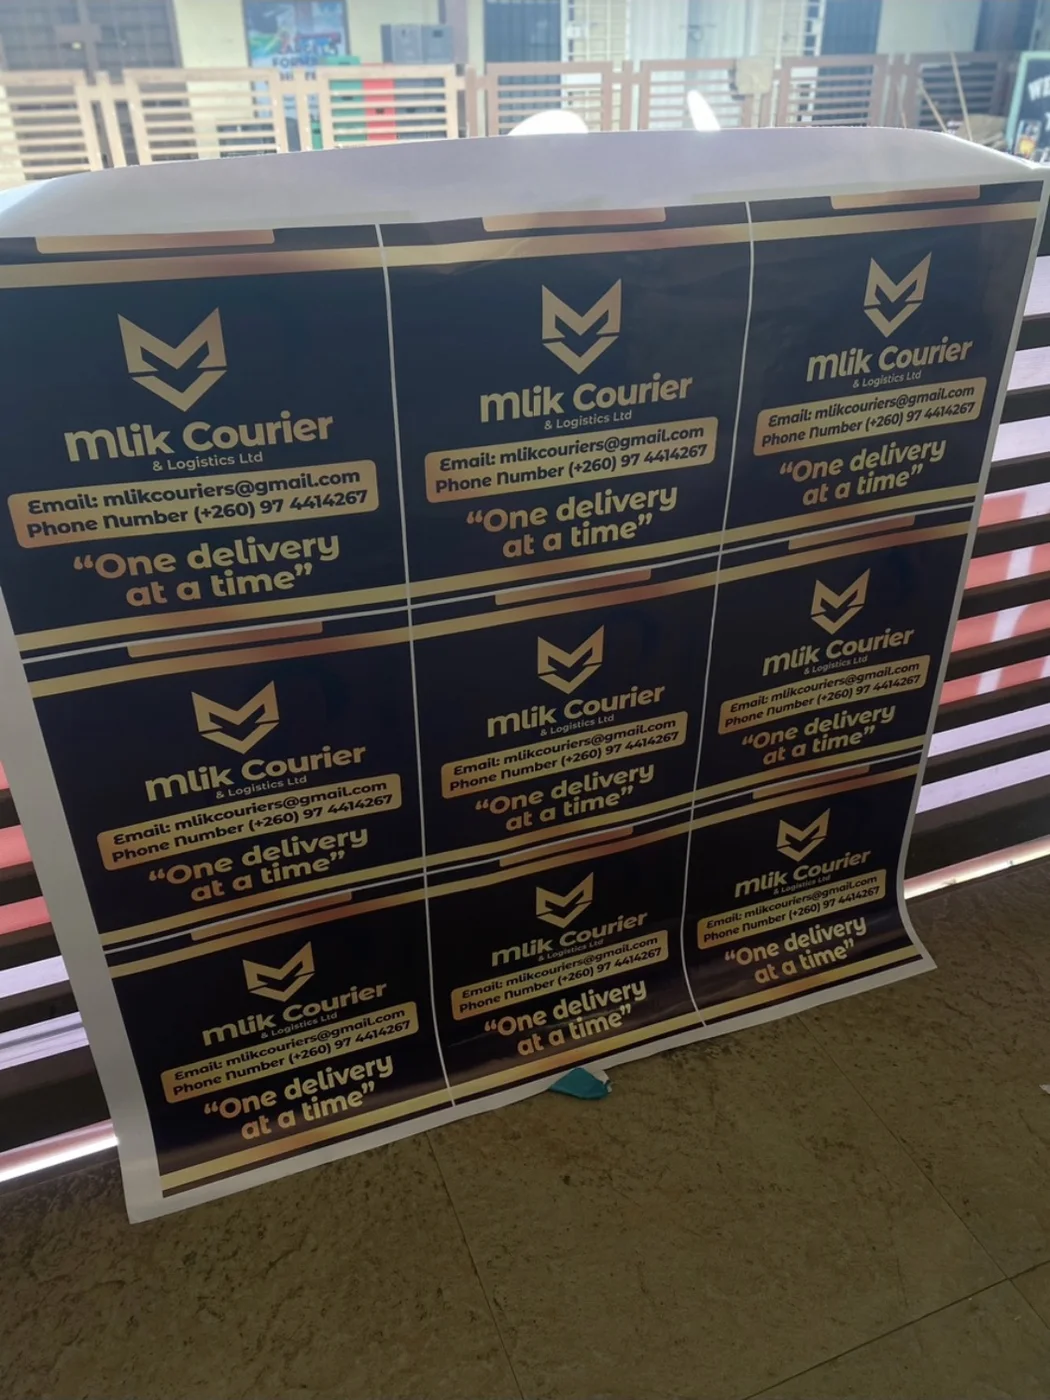 mlik Courier
& Logistics Ltd
Email: mlikcouriers@gmail.com
Phone Number (+260) 97 4414267
“One delivery
at a time”
mlik Courier
& Logistics Ltd
Email: mlikcouriers@gmail.com
Phone Number (+260) 97 4414267
“One delivery
at a time”
mlik Courier
& Logistics Ltd
Email: mlikcouriers@gmail.com
Phone Number (+260) 97 4414267
“One delivery
at a time”
mlik Courier
& Logistics Ltd
Email: mlikcouriers@gmail.com
Phone Number (+260) 97 4414267
“One delivery
at a time”
mlik Courier
& Logistics Ltd
Email: mlikcouriers@gmail.com
Phone Number (+260) 97 4414267
“One delivery
at a time”
mlik Courier
& Logistics Ltd
Email: mlikcouriers@gmail.com
Phone Number (+260) 97 4414267
“One delivery
at a time”
mlik Courier
& Logistics Ltd
Email: mlikcouriers@gmail.com
Phone Number (+260) 97 4414267
“One delivery
at a time”
mlik Courier
& Logistics Ltd
Email: mlikcouriers@gmail.com
Phone Number (+260) 97 4414267
“One delivery
at a time”
mlik Courier
& Logistics Ltd
Email: mlikcouriers@gmail.com
Phone Number (+260) 97 4414267
“One delivery
at a time”